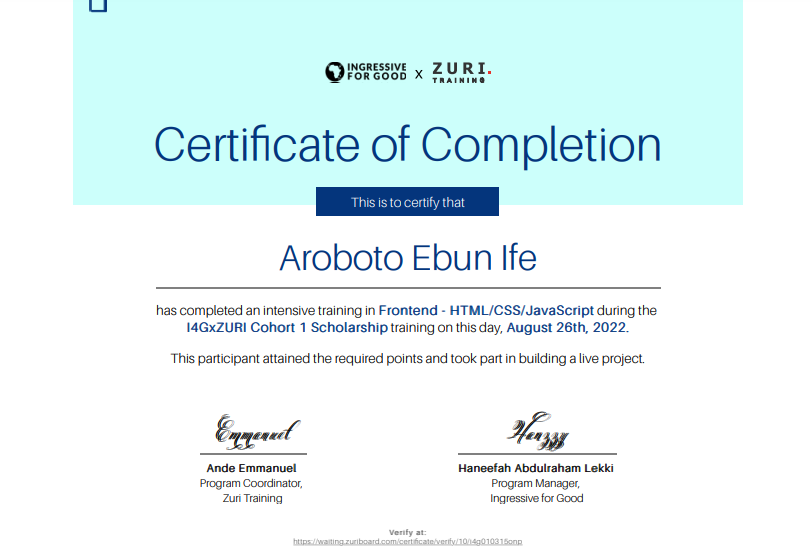 INGRESSIVE
FOR GOOD x ZURI.
TRAINING
Certificate of Completion
This is to certify that
Aroboto Ebun Ife
has completed an intensive training in Frontend - HTML/CSS/JavaScript during the
I4GxZURI Cohort 1 Scholarship training on this day, August 26th, 2022.
This participant attained the required points and took part in building a live project.
Emmanuel
Hauzzy
Ande Emmanuel
Program Coordinator,
Zuri Training
Haneefah Abdulraham Lekki
Program Manager,
Ingressive for Good
Verify at:
https://waiting.zuriboard.com/certificate/verify/10/i4g010315onp